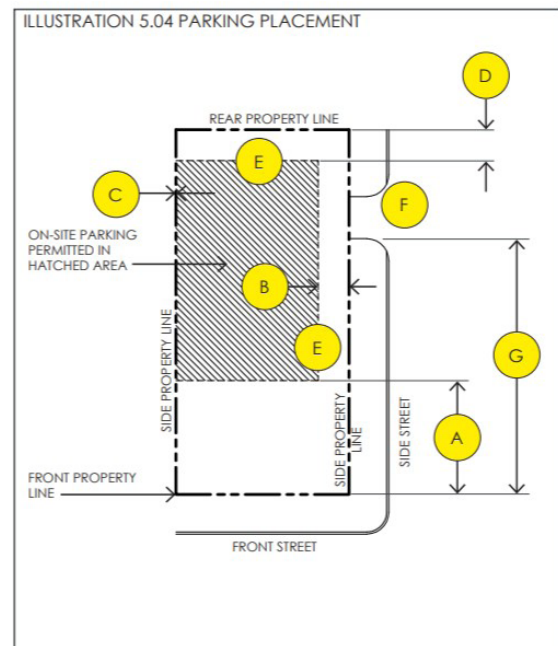 ILLUSTRATION 5.04 PARKING PLACEMENT
D
REAR PROPERTY LINE
E
C
F
ON-SITE PARKING
PERMITTED IN
HATCHED AREA
B
E
G
SIDE PROPERTY LINE
SIDE PROPERTY
LINE
SIDE STREET
A
FRONT PROPERTY
LINE
FRONT STREET